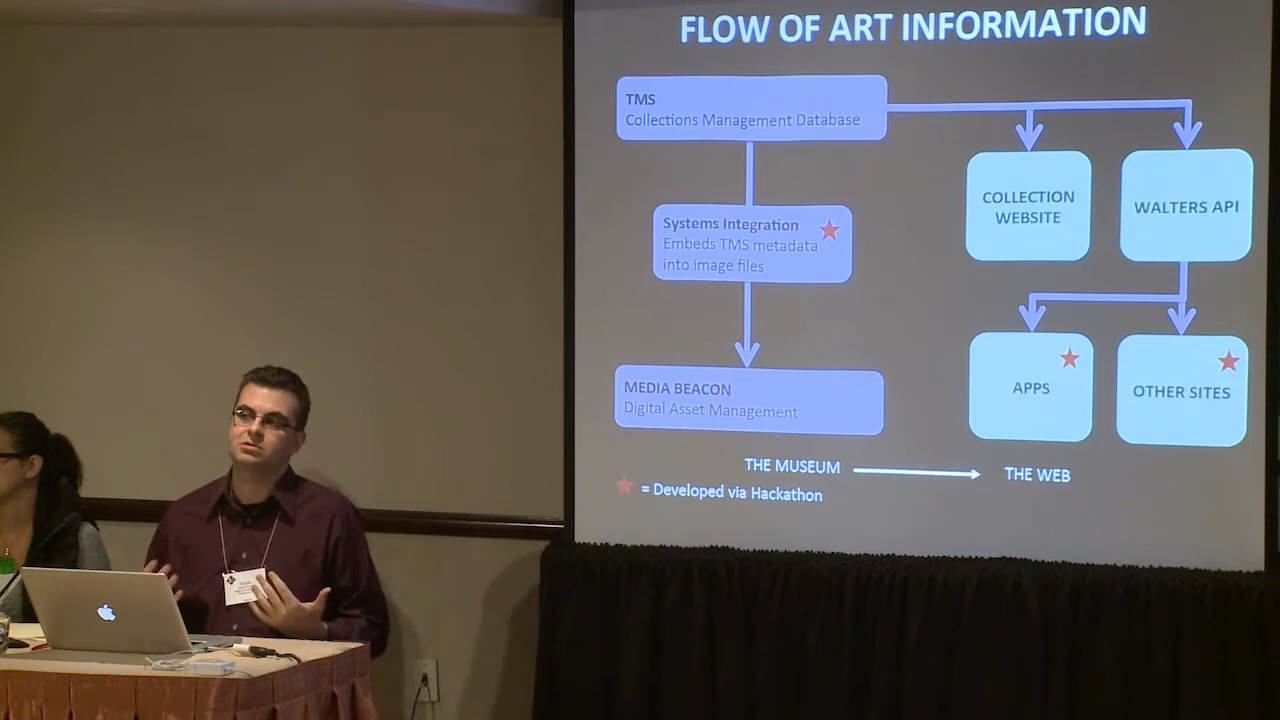 FLOW OF ART INFORMATION
TMS
Collections Management Database
COLLECTION
WEBSITE
WALTERS API
Systems Integration
Embeds TMS metadata
into image files
MEDIA BEACON
Digital Asset Management
APPS
OTHER SITES
THE MUSEUM
THE WEB
= Developed via Hackathon